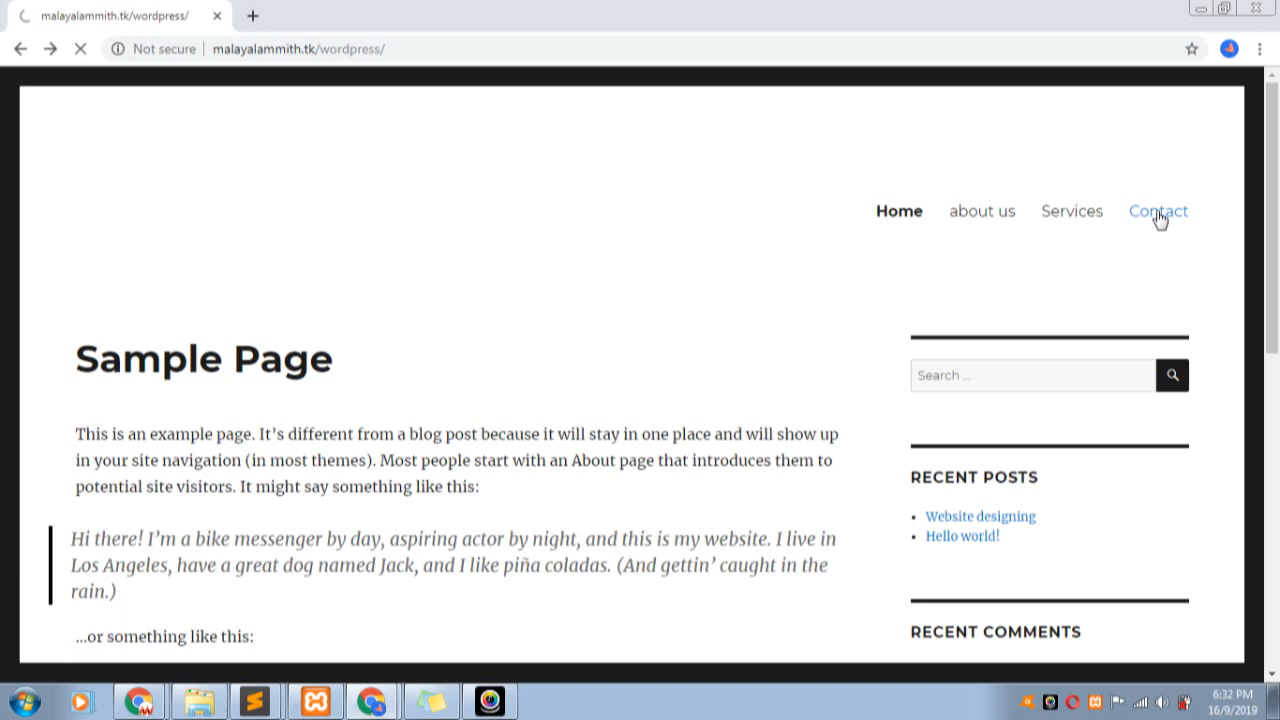 malayalammith.tk/wordpress/
Not secure | malayalammith.tk/wordpress/
Home about us Services Contact
Sample Page
This is an example page. It’s different from a blog post because it will stay in one place and will show up
in your site navigation (in most themes). Most people start with an About page that introduces them to
potential site visitors. It might say something like this:
Hi there! I’m a bike messenger by day, aspiring actor by night, and this is my website. I live in
Los Angeles, have a great dog named Jack, and I like piña coladas. (And gettin’ caught in the
rain.)
...or something like this:
Search ...
RECENT POSTS
• Website designing
• Hello world!
RECENT COMMENTS
6:32 PM
16/9/2019